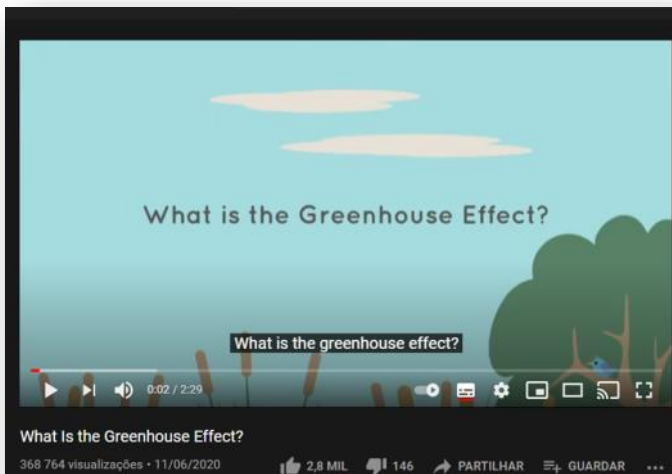 What is the Greenhouse Effect?
What is the greenhouse effect?
0:02 / 2:29
What Is the Greenhouse Effect?
368 764 visualizações • 11/06/2020 2,8 MIL 146 PARTILHAR GUARDAR ...